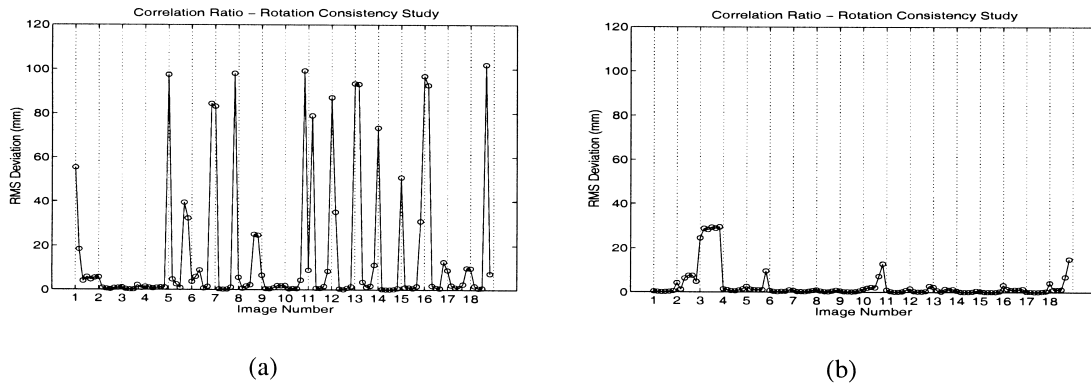 Correlation Ratio – Rotation Consistency Study
120
100
80
60
40
20
0
RMS Deviation (mm)
1 2 3 4 5 6 7 8 9 10 11 12 13 14 15 16 17 18
Image Number
(a)
Correlation Ratio – Rotation Consistency Study
120
100
80
60
40
20
0
RMS Deviation (mm)
1 2 3 4 5 6 7 8 9 10 11 12 13 14 15 16 17 18
Image Number
(b)